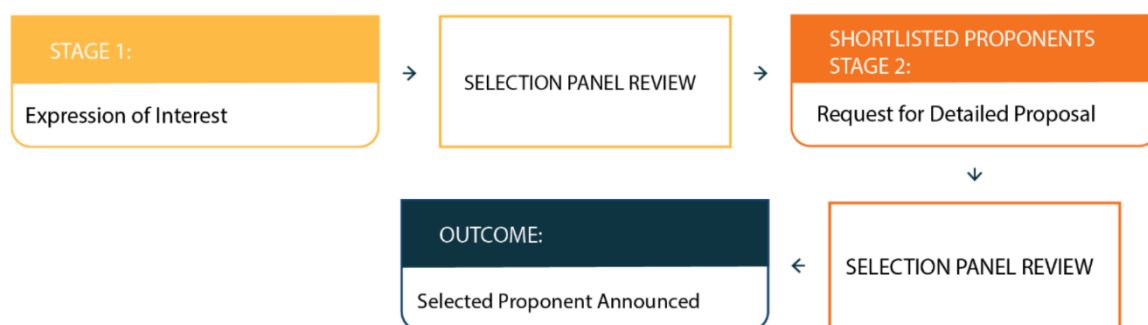 STAGE 1:
Expression of Interest
SELECTION PANEL REVIEW
SHORTLISTED PROPONENTS
STAGE 2:
Request for Detailed Proposal
SELECTION PANEL REVIEW
OUTCOME:
Selected Proponent Announced